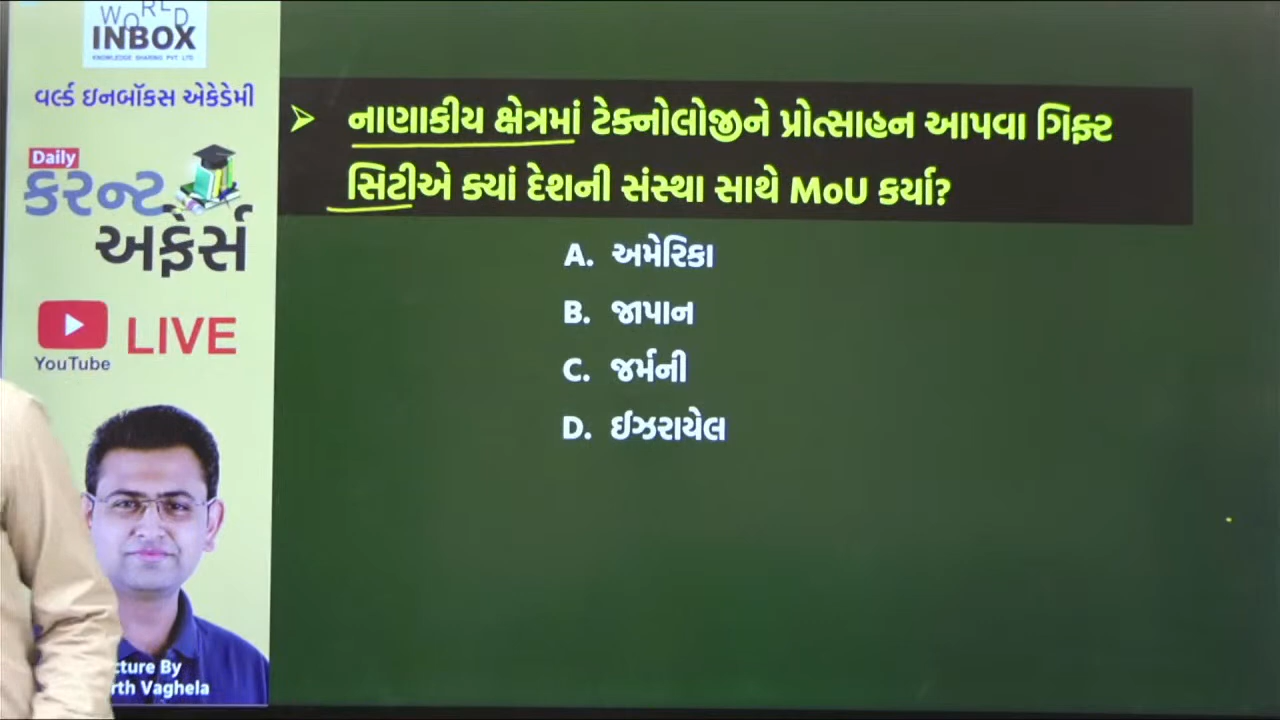 WORLD
INBOX
KNOWLEDGE SHARING PVT. LTD
વર્લ્ડ ઇનબૉકસ એકેડેમી
Daily
કરન્ટ
અફેર્સ
YouTube
LIVE
cture By
rth Vaghela
➤ નાણાકીય ક્ષેત્રમાં ટેક્નોલોજીને પ્રોત્સાહન આપવા ગિફ્ટ
સિટીએ ક્યાં દેશની સંસ્થા સાથે MoU કર્યા?
A. અમેરિકા
B. જાપાન
C. જર્મની
D. ઈઝરાયેલ